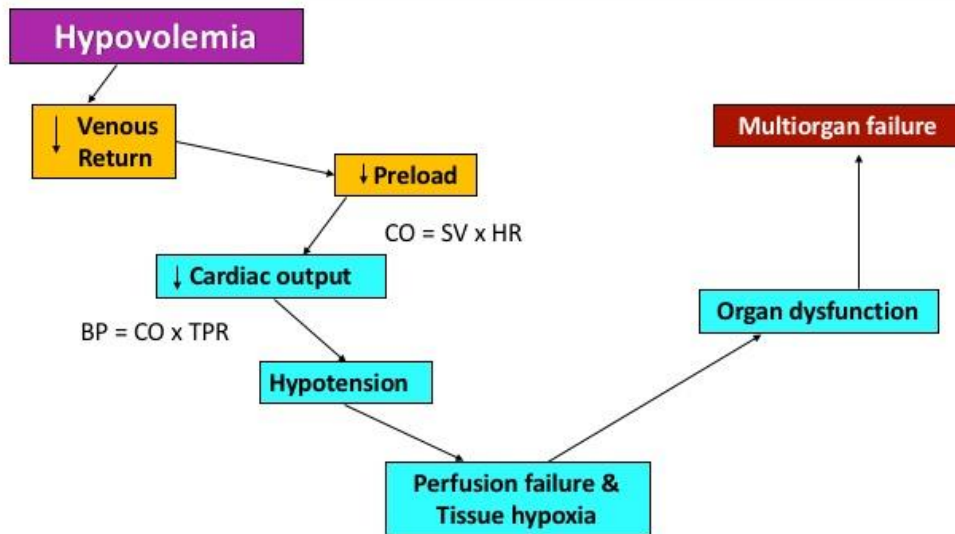 Hypovolemia
↓ Venous
Return
↓ Preload
CO = SV x HR
↓ Cardiac output
BP = CO x TPR
Hypotension
Perfusion failure &
Tissue hypoxia
Organ dysfunction
Multiorgan failure